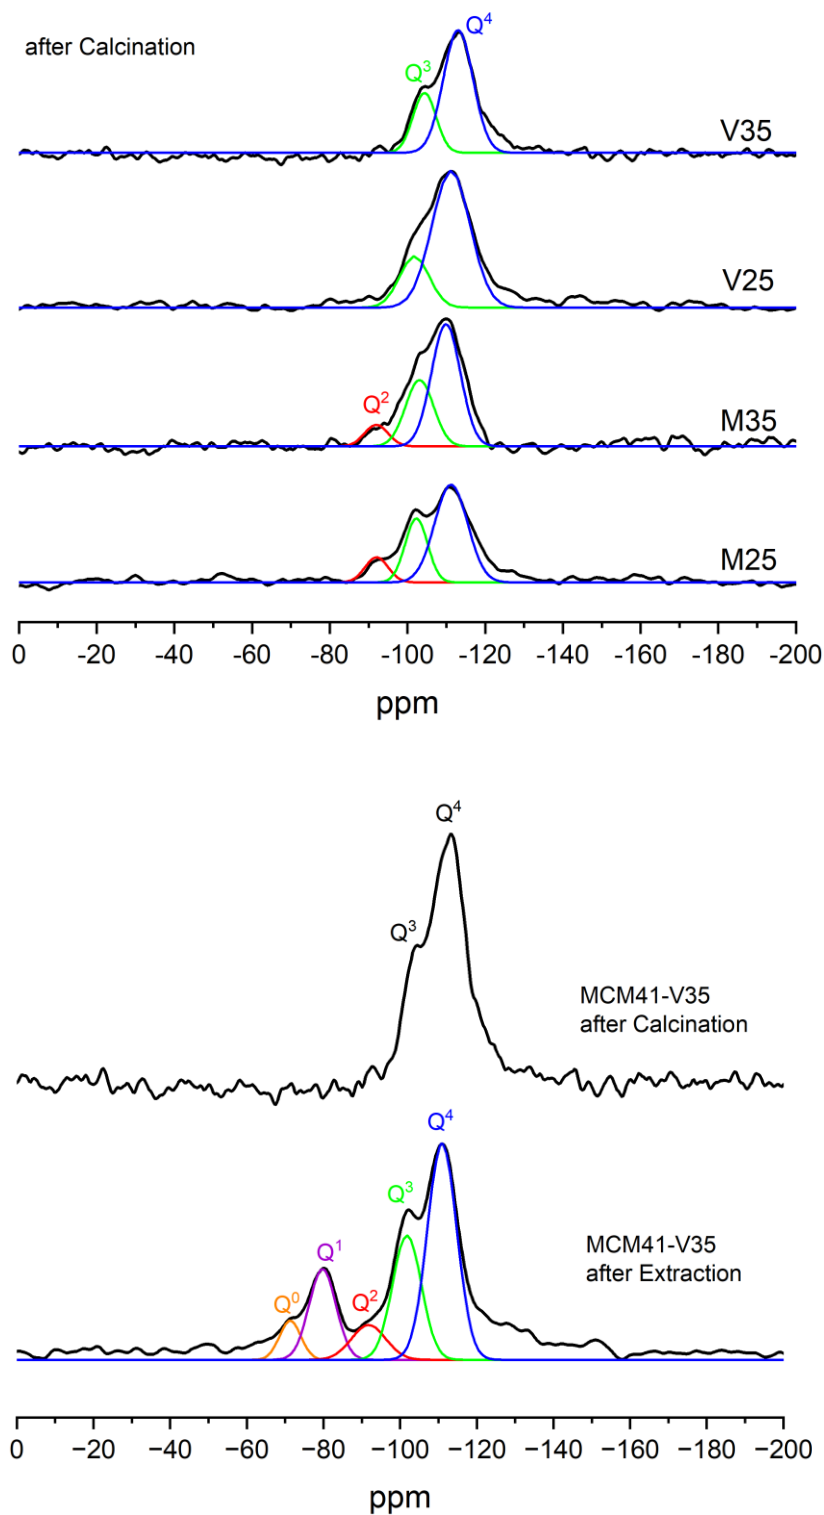 after Calcination
Q⁴
Q³
V35
V25
Q²
M35
M25
0 -20 -40 -60 -80 -100 -120 -140 -160 -180 -200
ppm
Q⁴
Q³
MCM41-V35
after Calcination
Q⁴
Q³
Q¹
Q⁰ Q²
MCM41-V35
after Extraction
0 −20 −40 −60 −80 −100 −120 −140 −160 −180 −200
ppm